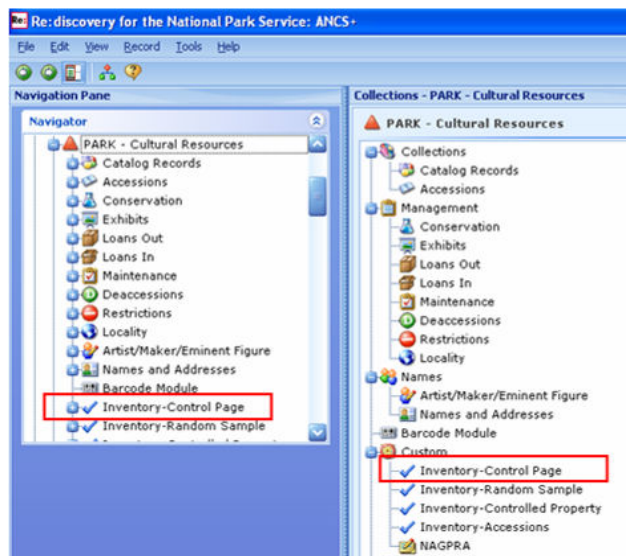 Re: Re:discovery for the National Park Service: ANCS+
File Edit View Record Tools Help
Navigation Pane
Navigator
PARK - Cultural Resources
Catalog Records
Accessions
Conservation
Exhibits
Loans Out
Loans In
Maintenance
Deaccessions
Restrictions
Locality
Artist/Maker/Eminent Figure
Names and Addresses
Barcode Module
Inventory-Control Page
Inventory-Random Sample
Collections - PARK - Cultural Resources
PARK - Cultural Resources
Collections
Catalog Records
Accessions
Management
Conservation
Exhibits
Loans Out
Loans In
Maintenance
Deaccessions
Restrictions
Locality
Names
Artist/Maker/Eminent Figure
Names and Addresses
Barcode Module
Custom
Inventory-Control Page
Inventory-Random Sample
Inventory-Controlled Property
Inventory-Accessions
NAGPRA